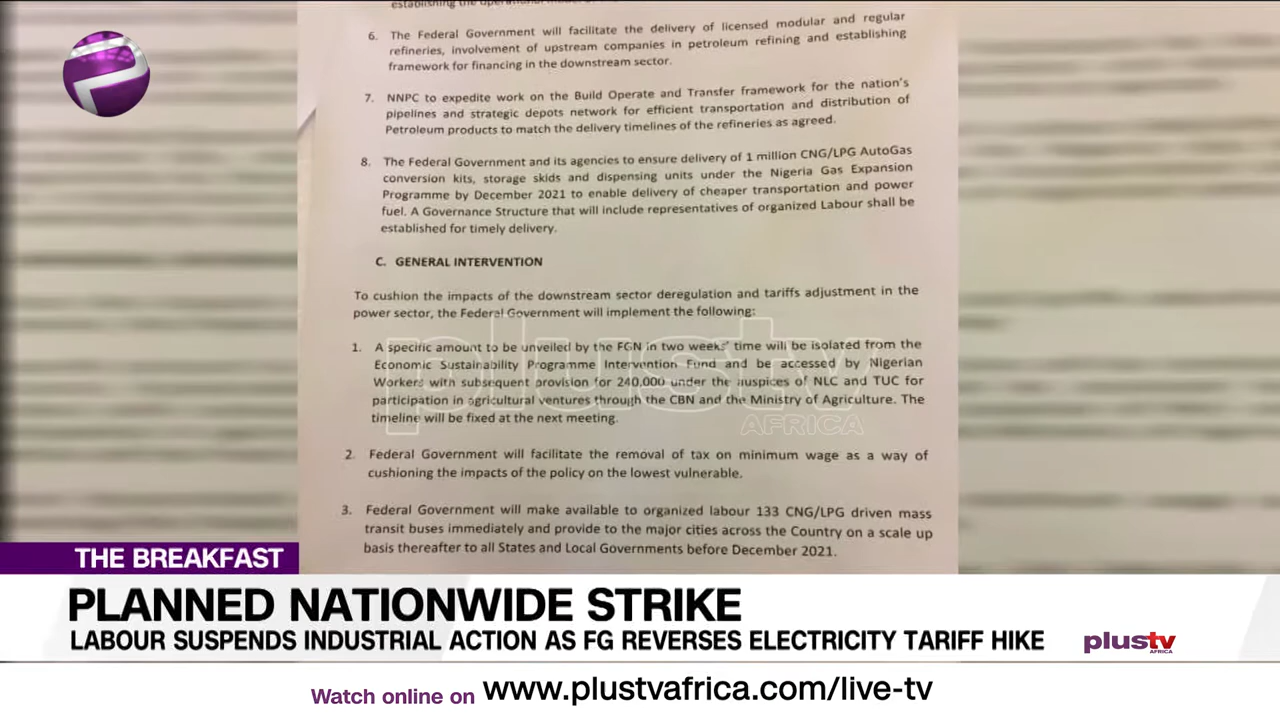 establishing the operational
6. The Federal Government will facilitate the delivery of licensed modular and regular
refineries, involvement of upstream companies in petroleum refining and establishing
framework for financing in the downstream sector.
7. NNPC to expedite work on the Build Operate and Transfer framework for the nation's
pipelines and strategic depots network for efficient transportation and distribution of
Petroleum products to match the delivery timelines of the refineries as agreed.
8. The Federal Government and its agencies to ensure delivery of 1 million CNG/LPG AutoGas
conversion kits, storage skids and dispensing units under the Nigeria Gas Expansion
Programme by December 2021 to enable delivery of cheaper transportation and power
fuel. A Governance Structure that will include representatives of organized Labour shall be
established for timely delivery.
C. GENERAL INTERVENTION
To cushion the impacts of the downstream sector deregulation and tariffs adjustment in the
power sector, the Federal Government will implement the following:
1. A specific amount to be unveiled by the FGN in two weeks' time will be isolated from the
Economic Sustainability Programme Intervention Fund and be accessed by Nigerian
Workers with subsequent provision for 240,000 under the auspices of NLC and TUC for
participation in agricultural ventures through the CBN and the Ministry of Agriculture. The
timeline will be fixed at the next meeting.
2. Federal Government will facilitate the removal of tax on minimum wage as a way of
cushioning the impacts of the policy on the lowest vulnerable.
3. Federal Government will make available to organized labour 133 CNG/LPG driven mass
transit buses immediately and provide to the major cities across the Country on a scale up
basis thereafter to all States and Local Governments before December 2021.
plustv
AFRICA
THE BREAKFAST
PLANNED NATIONWIDE STRIKE
LABOUR SUSPENDS INDUSTRIAL ACTION AS FG REVERSES ELECTRICITY TARIFF HIKE
plustv
AFRICA
Watch online on www.plustvafrica.com/live-tv